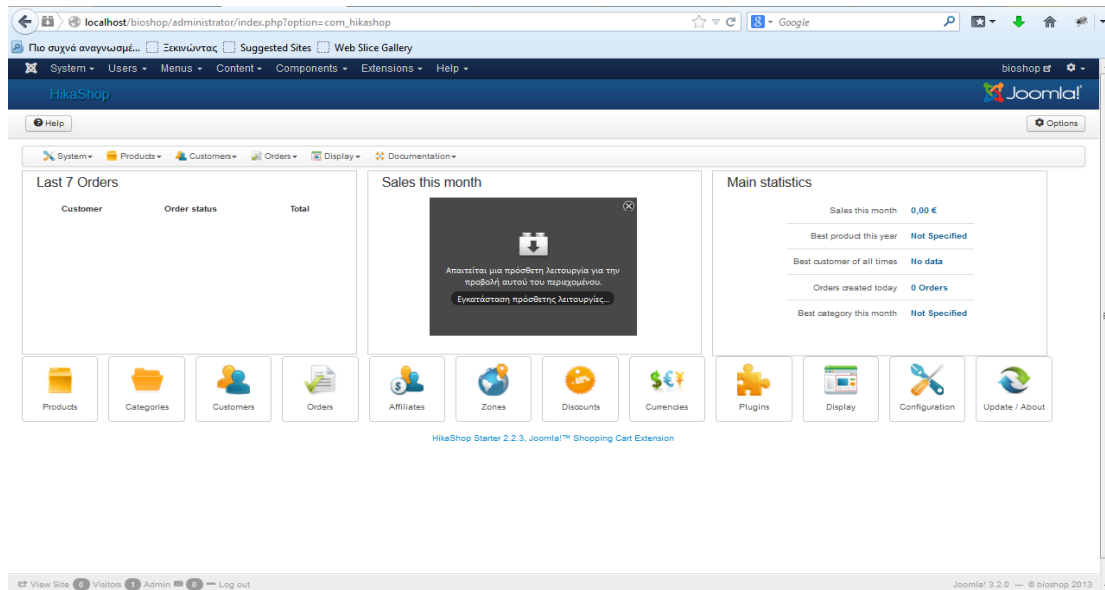 localhost/bioshop/administrator/index.php?option=com_hikashop
Google
Πιο συχνά αναγνωσμέ... Ξεκινώντας Suggested Sites Web Slice Gallery
System Users Menus Content Components Extensions Help bioshop
HikaShop Joomla!
Help Options
System Products Customers Orders Display Documentation
Last 7 Orders
Customer Order status Total
Sales this month
Απαιτείται μια πρόσθετη λειτουργία για την
προβολή αυτού του περιεχομένου.
Εγκατάσταση πρόσθετης λειτουργίες...
Main statistics
Sales this month 0,00 €
Best product this year Not Specified
Best customer of all times No data
Orders created today 0 Orders
Best category this month Not Specified
Products Categories Customers Orders Affiliates Zones Discounts Currencies Plugins Display Configuration Update / About
HikaShop Starter 2.2.3, Joomla!™ Shopping Cart Extension
View Site 0 Visitors 1 Admin 0 Log out Joomla! 3.2.0 — © bioshop 2013